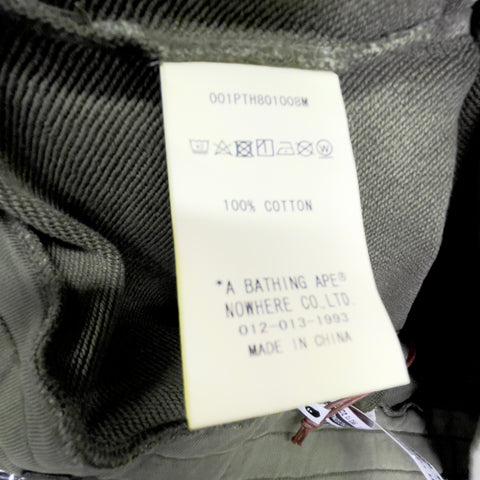 001PTH801008M
100% COTTON
*A BATHING APE®
NOWHERE CO.,LTD.
012-013-1993
MADE IN CHINA